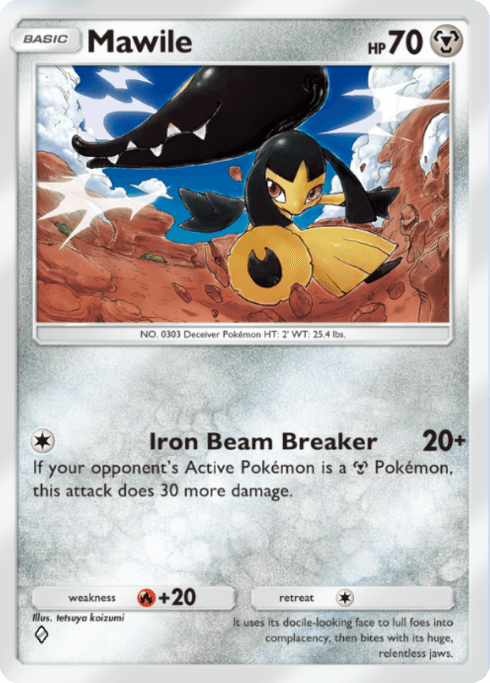 BASIC Mawile HP 70
NO. 0303 Deceiver Pokémon HT: 2' WT: 25.4 lbs.
Iron Beam Breaker 20+
If your opponent's Active Pokémon is a Pokémon,
this attack does 30 more damage.
weakness +20 retreat
Illus. tetsuya koizumi
It uses its docile-looking face to lull foes into
complacency, then bites with its huge,
relentless jaws.